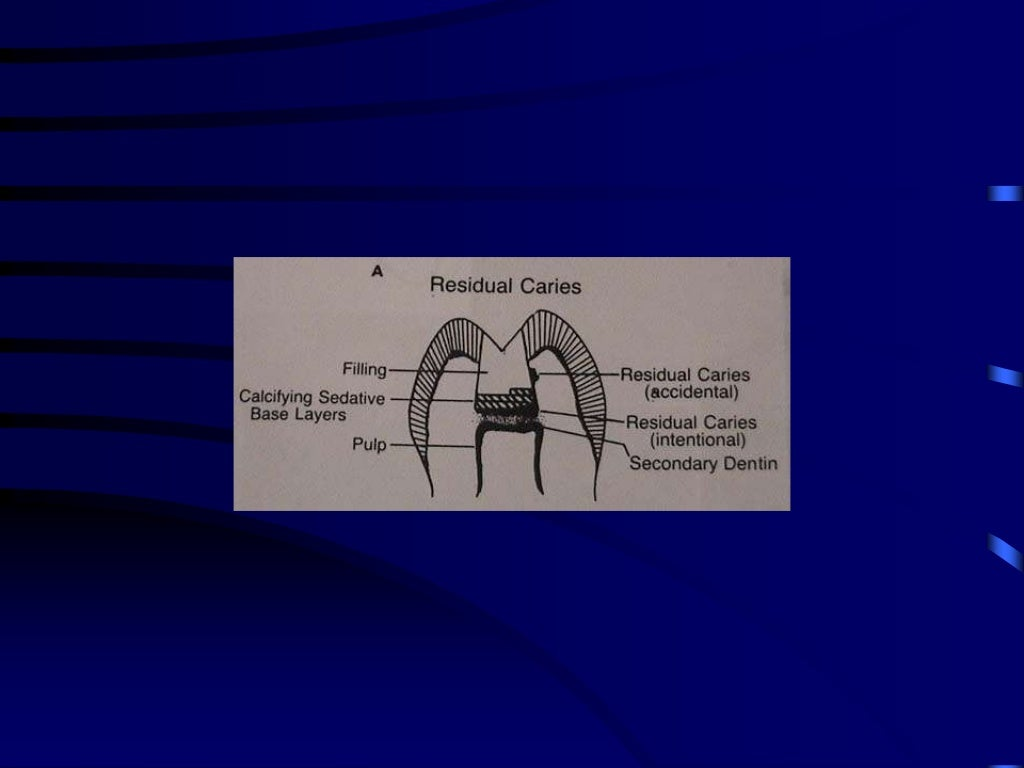 A
Residual Caries
Filling
Calcifying Sedative
Base Layers
Pulp
Residual Caries
(accidental)
Residual Caries
(intentional)
Secondary Dentin